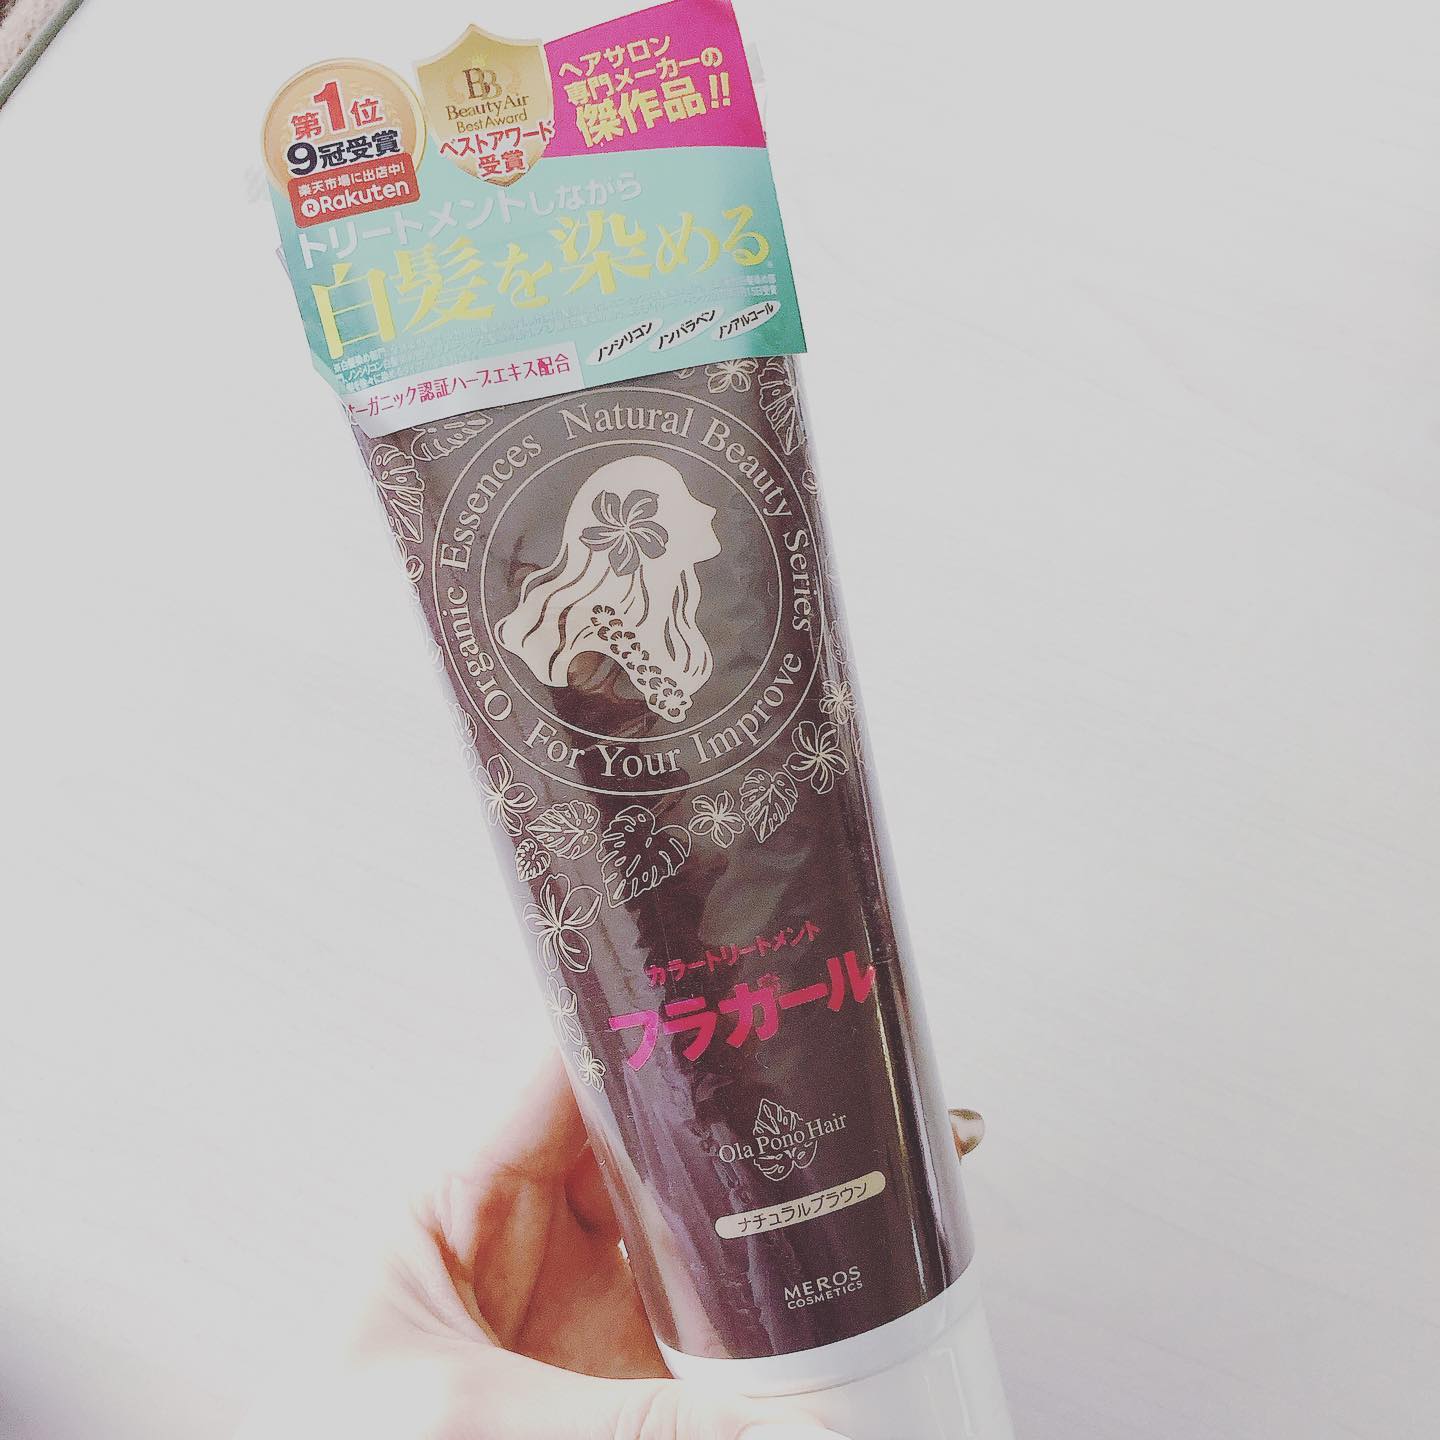 第1位
9冠受賞
楽天市場に出店中!
Rakuten
BB
BeautyAir
BestAward
ベストアワード
受賞
ヘアサロン
専門メーカーの
傑作品!!
トリートメントしながら
白髪を染める
ノンシリコン ノンパラベン ノンアルコール
オーガニック認証ハーブエキス配合
Organic Essences Natural Beauty Series
For Your Improve
カラートリートメント
フラガール
Ola Pono Hair
ナチュラルブラウン
MEROS
COSMETICS